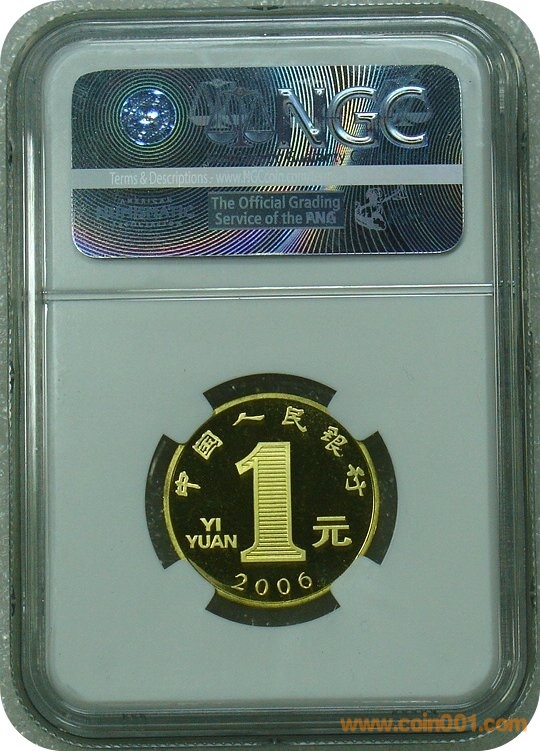 NGC
Terms & Descriptions - www.NGCcoin.com
The Official Grading
Service of the ANA
中国人民银行
1
YI
YUAN
元
2006
www.coin001.com